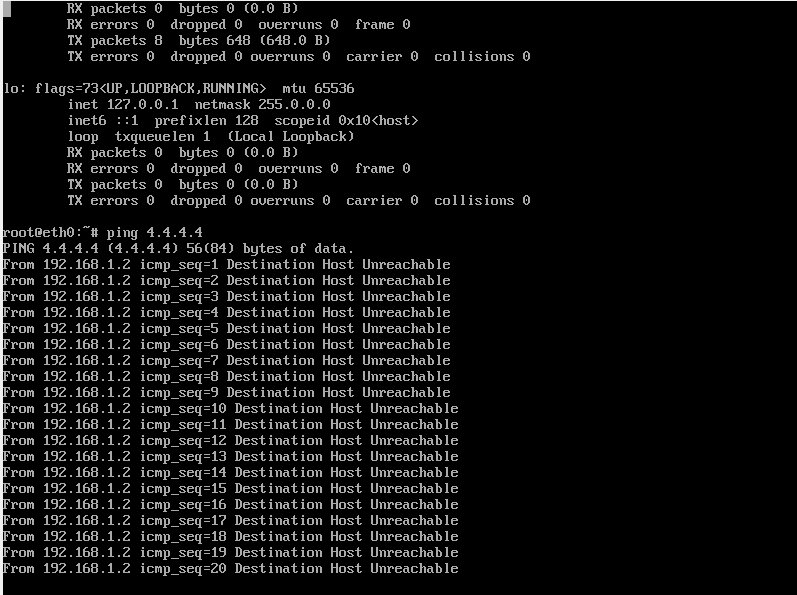 RX packets 0  bytes 0 (0.0 B)
RX errors 0  dropped 0  overruns 0  frame 0
TX packets 8  bytes 648 (648.0 B)
TX errors 0  dropped 0 overruns 0  carrier 0  collisions 0
lo: flags=73<UP,LOOPBACK,RUNNING>  mtu 65536
inet 127.0.0.1  netmask 255.0.0.0
inet6 ::1  prefixlen 128  scopeid 0x10<host>
loop  txqueuelen 1  (Local Loopback)
RX packets 0  bytes 0 (0.0 B)
RX errors 0  dropped 0  overruns 0  frame 0
TX packets 0  bytes 0 (0.0 B)
TX errors 0  dropped 0 overruns 0  carrier 0  collisions 0
root@eth0:~# ping 4.4.4.4
PING 4.4.4.4 (4.4.4.4) 56(84) bytes of data.
From 192.168.1.2 icmp_seq=1 Destination Host Unreachable
From 192.168.1.2 icmp_seq=2 Destination Host Unreachable
From 192.168.1.2 icmp_seq=3 Destination Host Unreachable
From 192.168.1.2 icmp_seq=4 Destination Host Unreachable
From 192.168.1.2 icmp_seq=5 Destination Host Unreachable
From 192.168.1.2 icmp_seq=6 Destination Host Unreachable
From 192.168.1.2 icmp_seq=7 Destination Host Unreachable
From 192.168.1.2 icmp_seq=8 Destination Host Unreachable
From 192.168.1.2 icmp_seq=9 Destination Host Unreachable
From 192.168.1.2 icmp_seq=10 Destination Host Unreachable
From 192.168.1.2 icmp_seq=11 Destination Host Unreachable
From 192.168.1.2 icmp_seq=12 Destination Host Unreachable
From 192.168.1.2 icmp_seq=13 Destination Host Unreachable
From 192.168.1.2 icmp_seq=14 Destination Host Unreachable
From 192.168.1.2 icmp_seq=15 Destination Host Unreachable
From 192.168.1.2 icmp_seq=16 Destination Host Unreachable
From 192.168.1.2 icmp_seq=17 Destination Host Unreachable
From 192.168.1.2 icmp_seq=18 Destination Host Unreachable
From 192.168.1.2 icmp_seq=19 Destination Host Unreachable
From 192.168.1.2 icmp_seq=20 Destination Host Unreachable